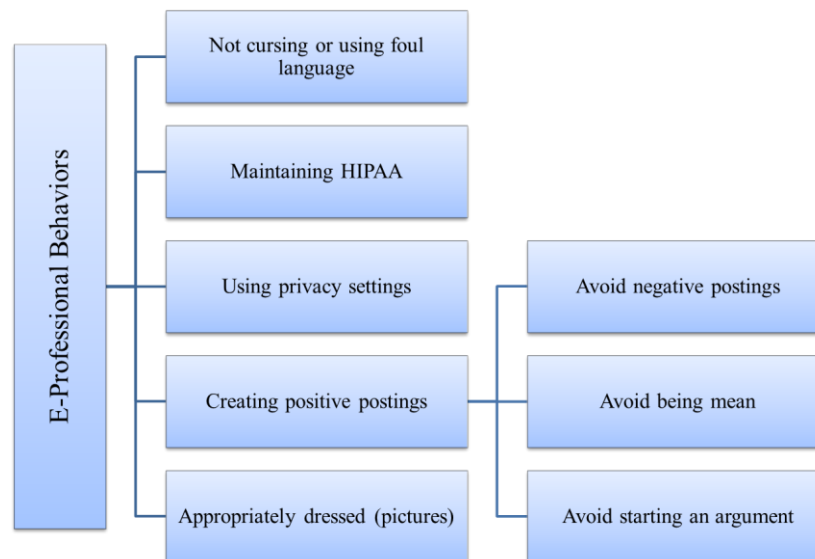 E-Professional Behaviors
Not cursing or using foul
language
Maintaining HIPAA
Using privacy settings
Creating positive postings
Appropriately dressed (pictures)
Avoid negative postings
Avoid being mean
Avoid starting an argument